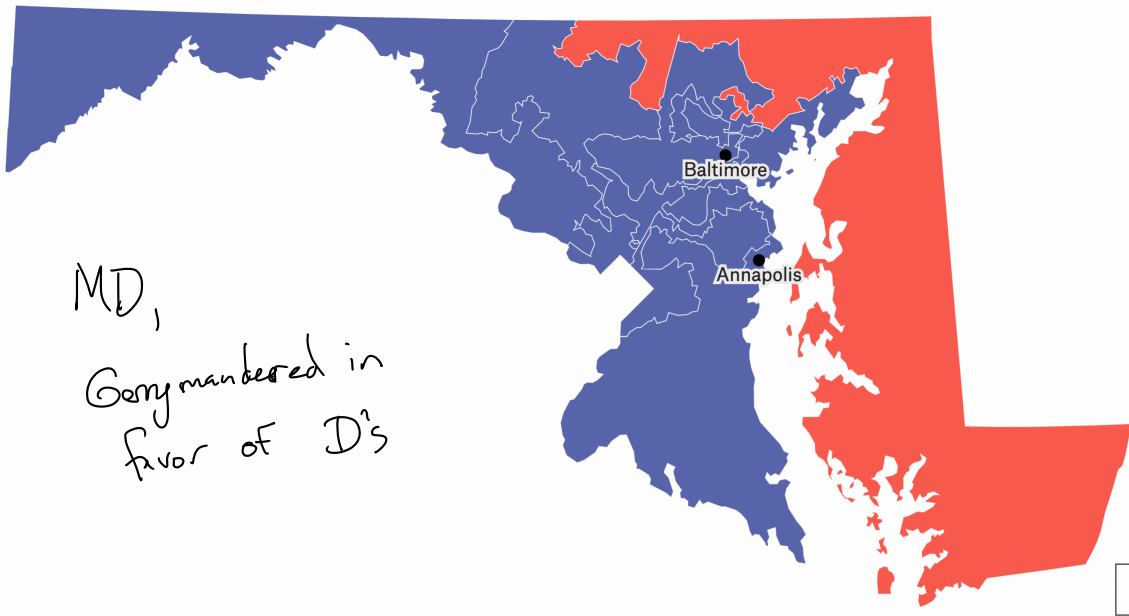 Baltimore
Annapolis
MD,
Gerrymandered in
favor of D's